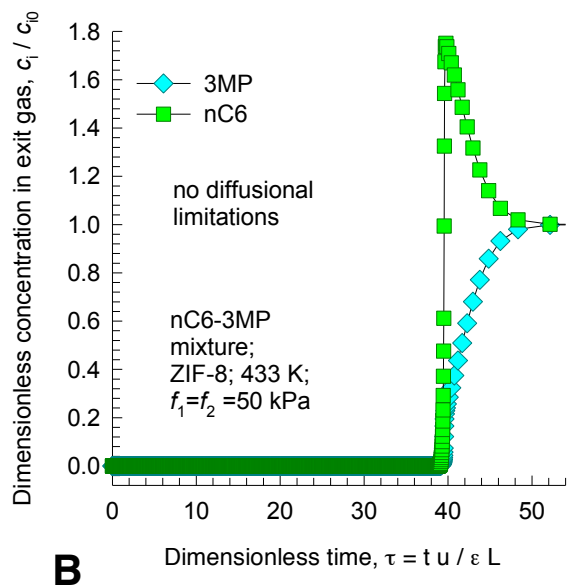 Dimensionless concentration in exit gas, cᵢ / cᵢ₀
1.8
1.6
1.4
1.2
1.0
0.8
0.6
0.4
0.2
0.0
3MP
nC6
no diffusional
limitations
nC6-3MP
mixture;
ZIF-8; 433 K;
f₁=f₂ =50 kPa
0 10 20 30 40 50
B
Dimensionless time, τ = t u / ε L